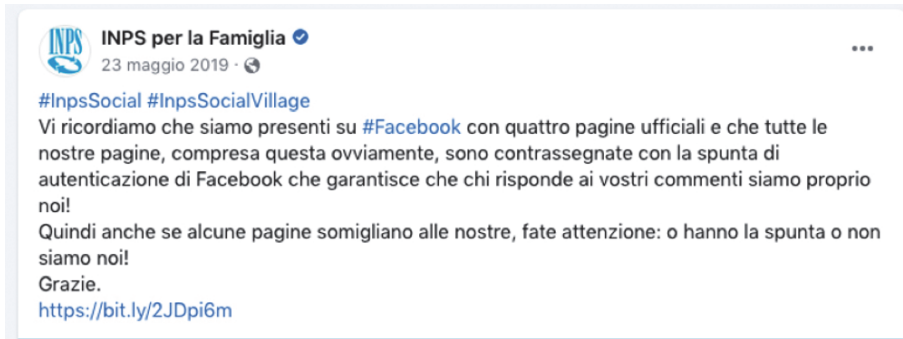 INPS
INPS per la Famiglia
23 maggio 2019 ·
#InpsSocial #InpsSocialVillage
Vi ricordiamo che siamo presenti su #Facebook con quattro pagine ufficiali e che tutte le
nostre pagine, compresa questa ovviamente, sono contrassegnate con la spunta di
autenticazione di Facebook che garantisce che chi risponde ai vostri commenti siamo proprio
noi!
Quindi anche se alcune pagine somigliano alle nostre, fate attenzione: o hanno la spunta o non
siamo noi!
Grazie.
https://bit.ly/2JDpi6m